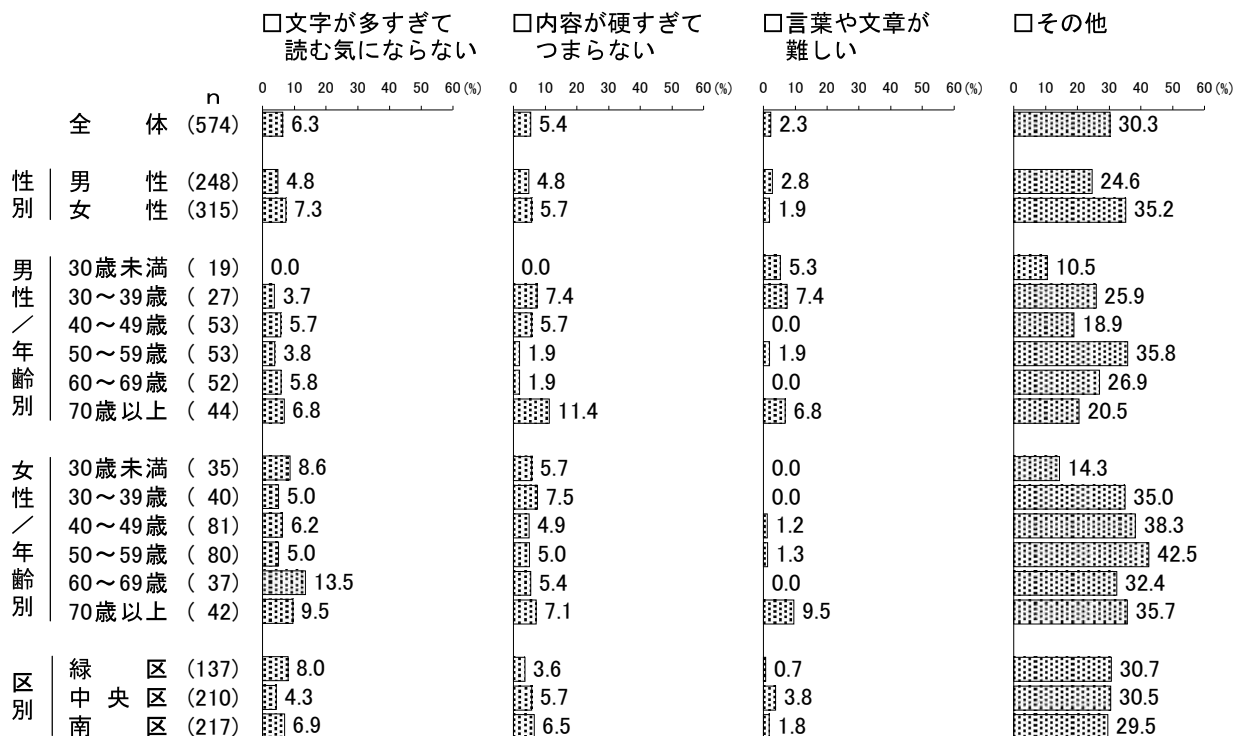 □文字が多すぎて 読む気にならない
□内容が硬すぎて つまらない
□言葉や文章が 難しい
□その他
0 10 20 30 40 50 60(%) 0 10 20 30 40 50 60(%) 0 10 20 30 40 50 60(%) 0 10 20 30 40 50 60(%)
n
全体 (574) 6.3 5.4 2.3 30.3
性別
男性 (248) 4.8 4.8 2.8 24.6
女性 (315) 7.3 5.7 1.9 35.2
男性/年齢別
30歳未満 ( 19) 0.0 0.0 5.3 10.5
30~39歳 ( 27) 3.7 7.4 7.4 25.9
40~49歳 ( 53) 5.7 5.7 0.0 18.9
50~59歳 ( 53) 3.8 1.9 1.9 35.8
60~69歳 ( 52) 5.8 1.9 0.0 26.9
70歳以上 ( 44) 6.8 11.4 6.8 20.5
女性/年齢別
30歳未満 ( 35) 8.6 5.7 0.0 14.3
30~39歳 ( 40) 5.0 7.5 0.0 35.0
40~49歳 ( 81) 6.2 4.9 1.2 38.3
50~59歳 ( 80) 5.0 5.0 1.3 42.5
60~69歳 ( 37) 13.5 5.4 0.0 32.4
70歳以上 ( 42) 9.5 7.1 9.5 35.7
区別
緑区 (137) 8.0 3.6 0.7 30.7
中央区 (210) 4.3 5.7 3.8 30.5
南区 (217) 6.9 6.5 1.8 29.5